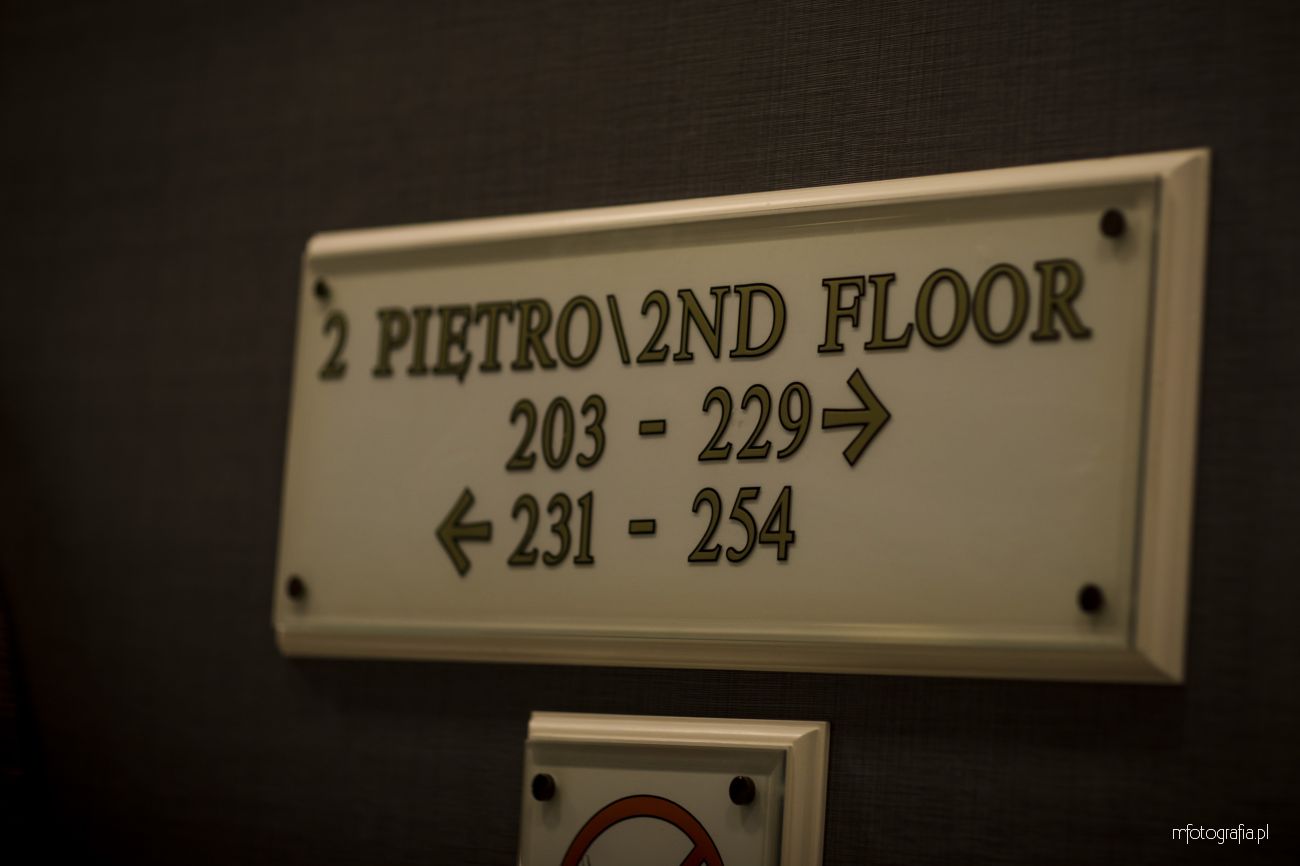 2 PIĘTRO\2ND FLOOR
203 - 229→
←231 - 254
mfotografia.pl